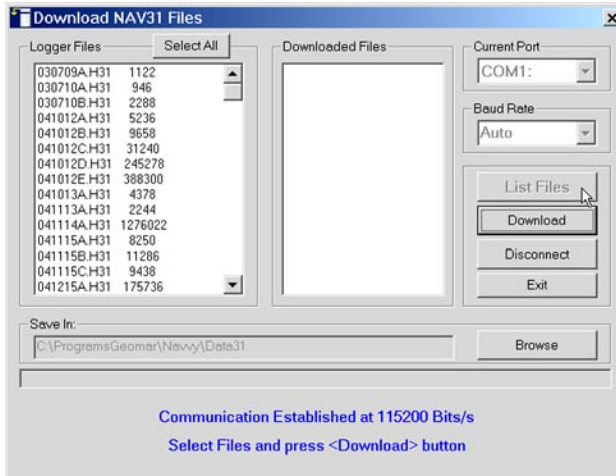 Download NAV31 Files
Logger Files
Select All
030709A.H31 1122
030710A.H31 946
030710B.H31 2288
041012A.H31 5236
041012B.H31 9658
041012C.H31 31240
041012D.H31 245278
041012E.H31 388300
041013A.H31 4378
041113A.H31 2244
041114A.H31 1276022
041115A.H31 8250
041115B.H31 11286
041115C.H31 9438
041215A.H31 175736
Downloaded Files
Current Port
COM1:
Baud Rate
Auto
List Files
Download
Disconnect
Exit
Save In:
C:\ProgramsGeomar\Navvy\Data31
Browse
Communication Established at 115200 Bits/s
Select Files and press <Download> button